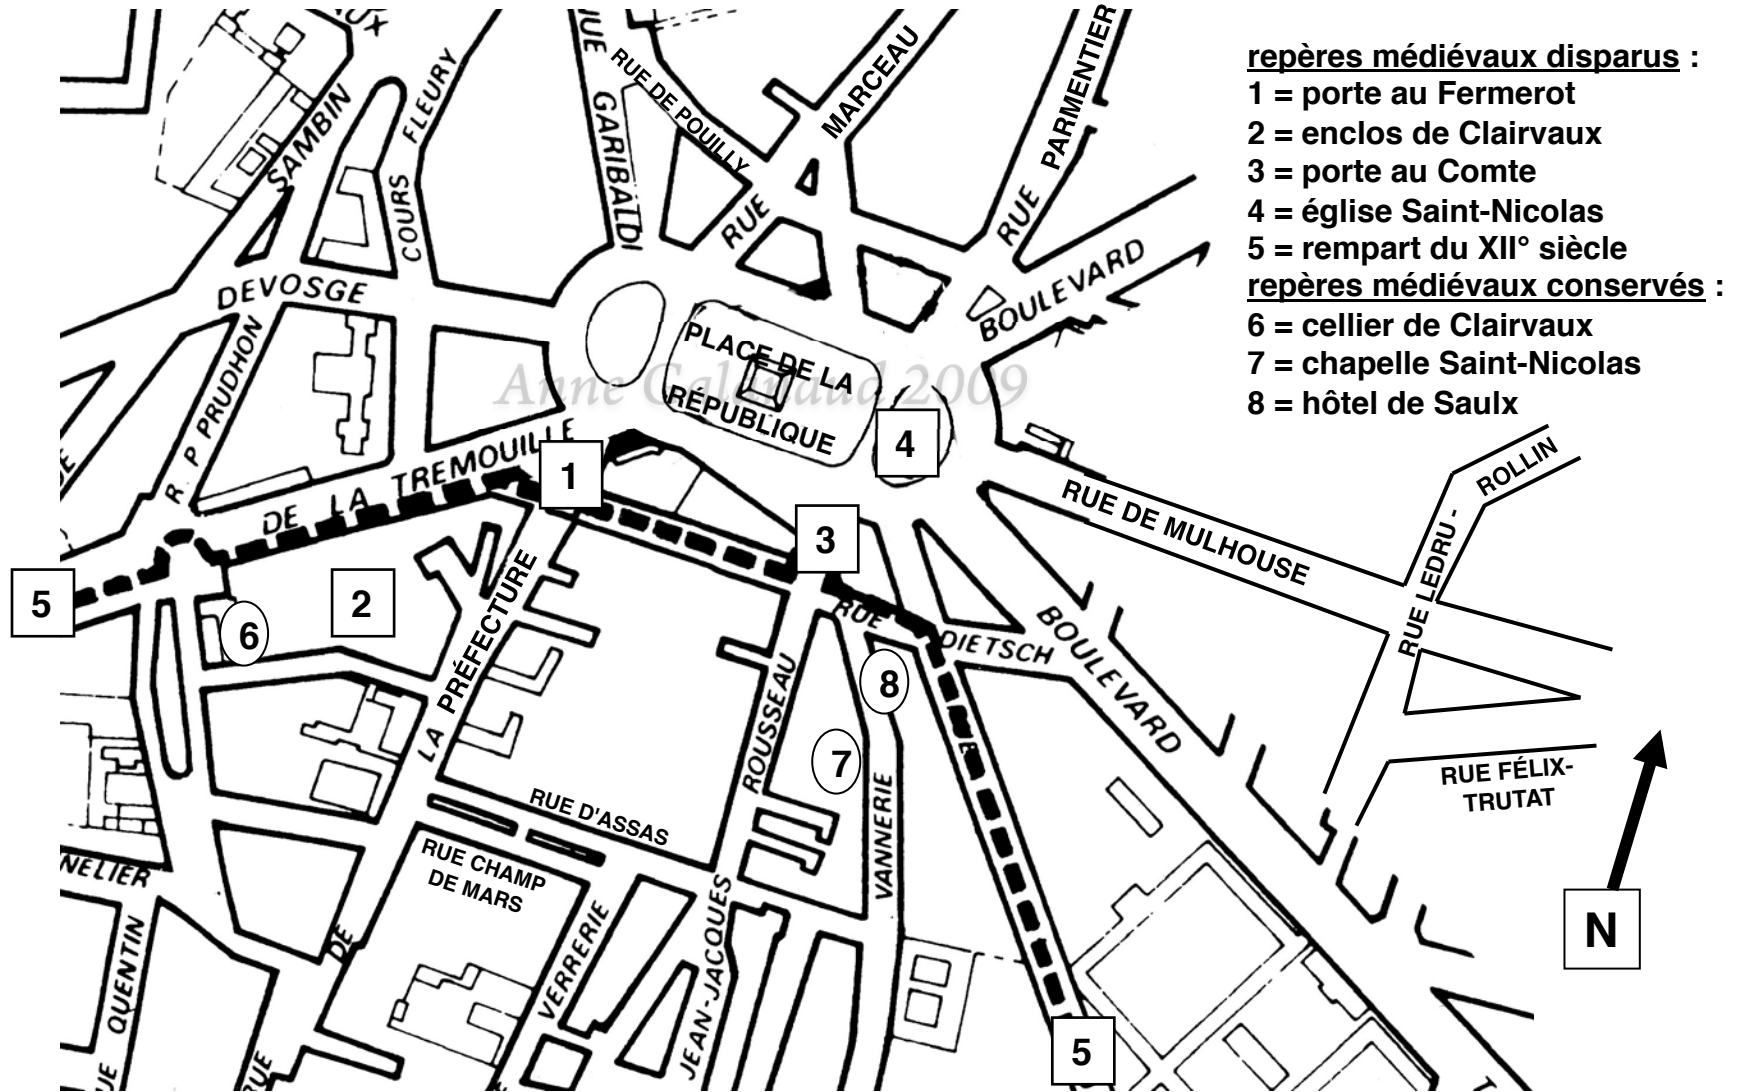 repères médiévaux disparus :
1 = porte au Fermerot
2 = enclos de Clairvaux
3 = porte au Comte
4 = église Saint-Nicolas
5 = rempart du XII° siècle
repères médiévaux conservés :
6 = cellier de Clairvaux
7 = chapelle Saint-Nicolas
8 = hôtel de Saulx
SAMBIN
COURS FLEURY
RUE GARIBALDI
RUE DE POUILLY
RUE MARCEAU
RUE PARMENTIER
BOULEVARD
DEVOSGE
R. P PRUDHON
PLACE DE LA
RÉPUBLIQUE
Anne Galanaud 2009
DE LA TREMOUILLE
1
2
3
4
5
6
7
8
5
RUE DE MULHOUSE
RUE LEDRU-
ROLLIN
RUE DIETSCH
BOULEVARD
RUE FÉLIX-
TRUTAT
N
RUE DE LA PRÉFECTURE
RUE D'ASSAS
RUE CHAMP
DE MARS
JEAN-JACQUES ROUSSEAU
VANNERIE
RUE
VERRERIE
NELIER
QUENTIN